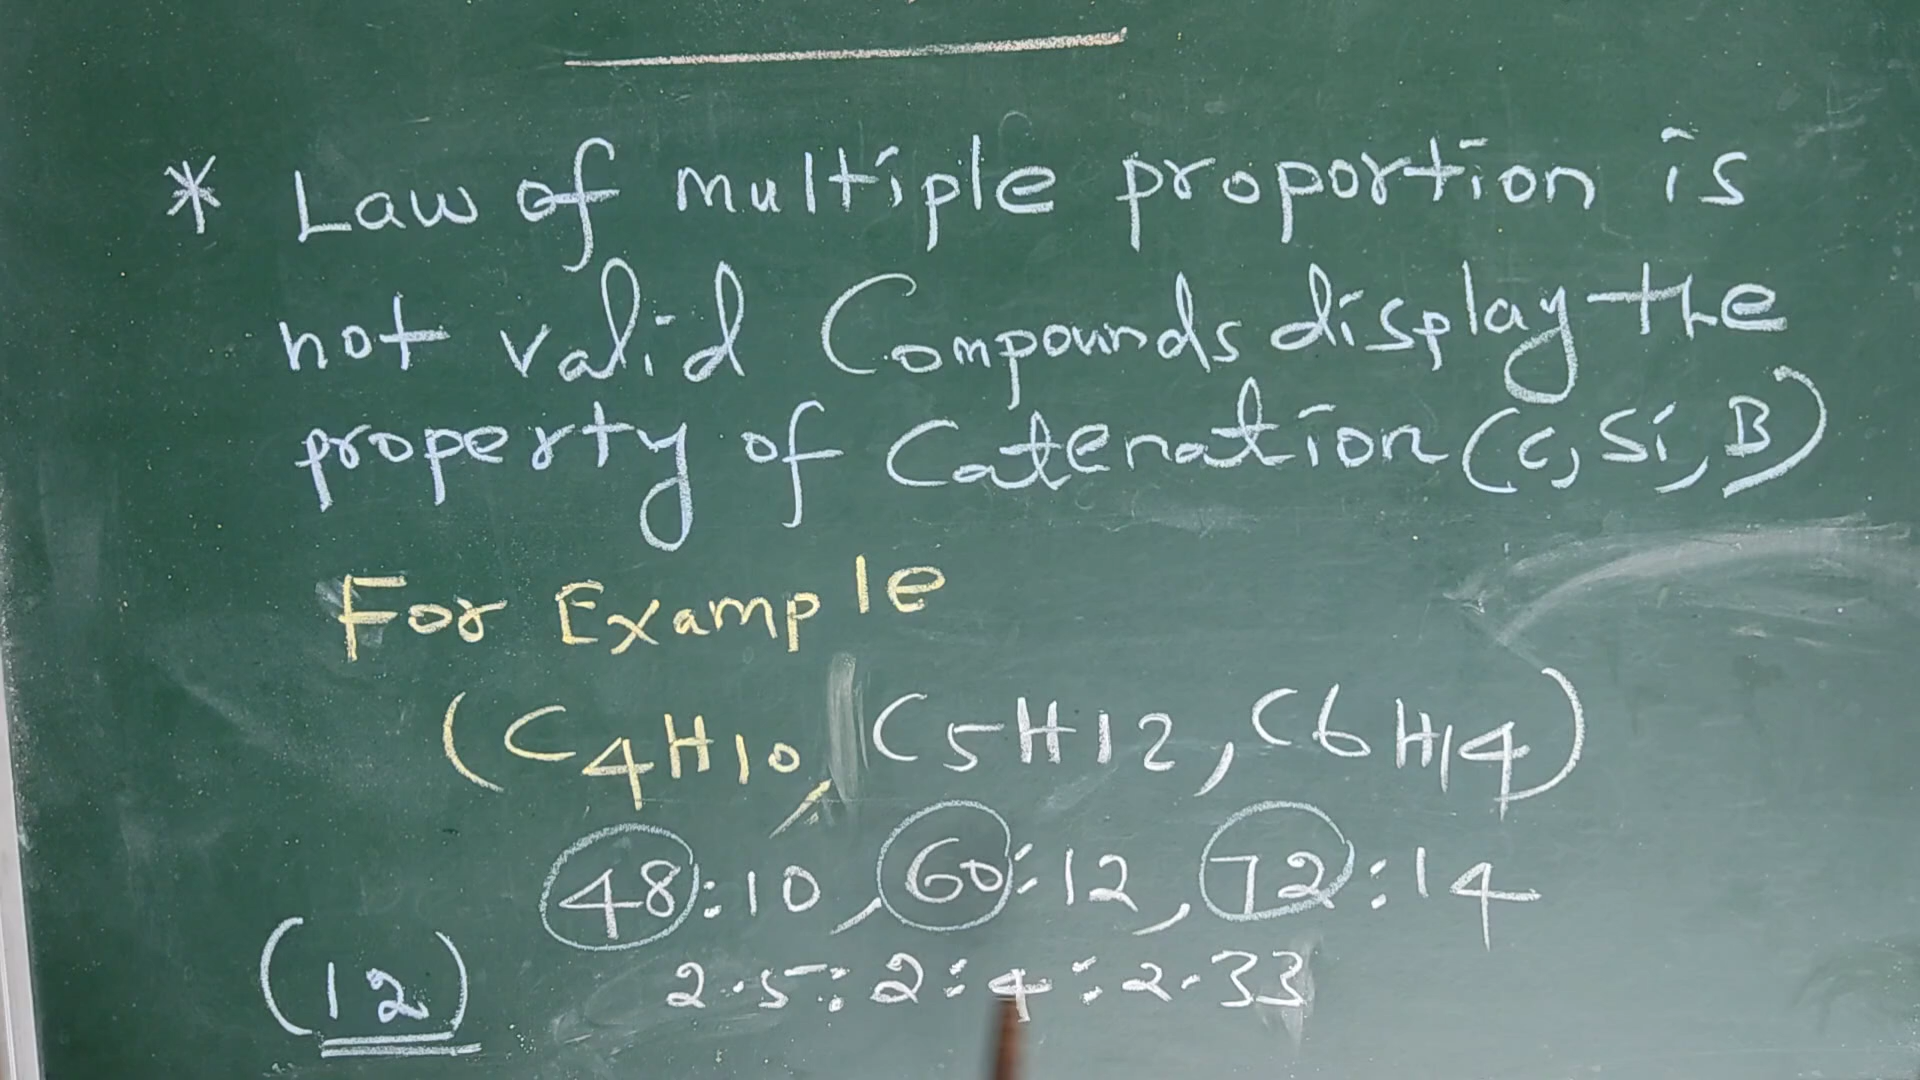 * Law of multiple proportion is
not valid Compounds display the
property of Catenation (C, Si, B)
For Example
(C4H10, C5H12, C6H14)
48:10, 60:12, 72:14
(12) 2.5:2:4:2.33